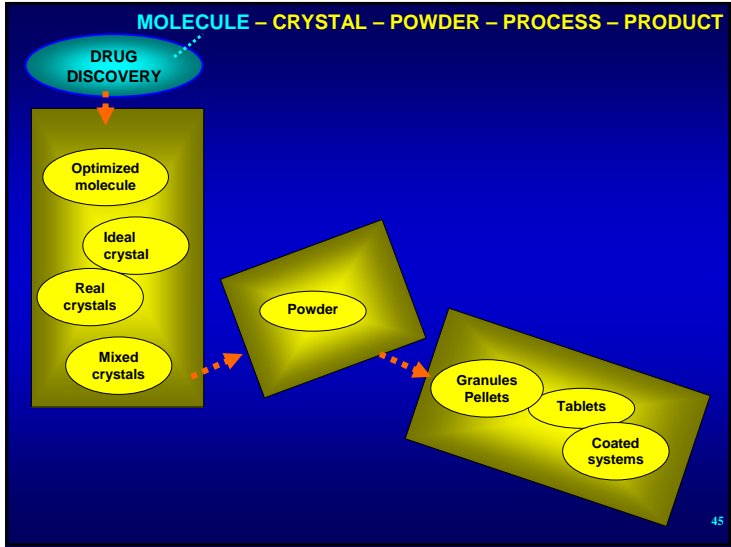 MOLECULE – CRYSTAL – POWDER – PROCESS – PRODUCT
DRUG
DISCOVERY
Optimized
molecule
Ideal
crystal
Real
crystals
Mixed
crystals
Powder
Granules
Pellets
Tablets
Coated
systems
45